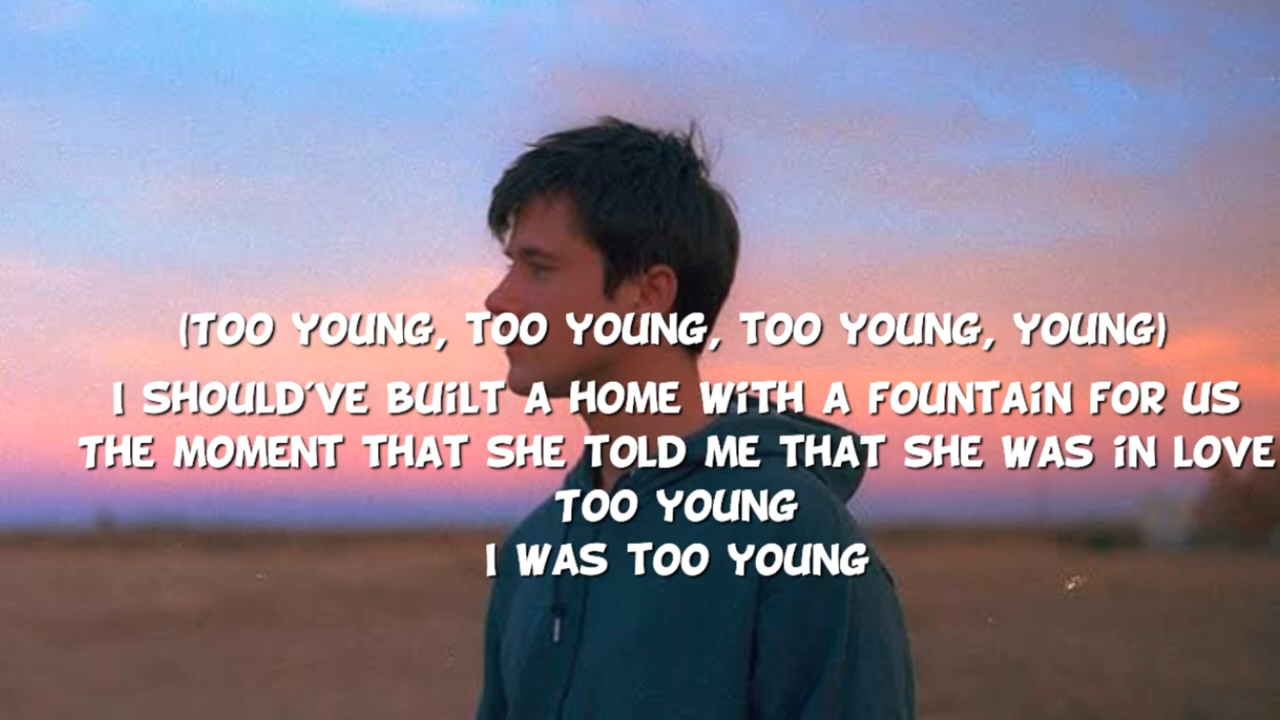 (TOO YOUNG, TOO YOUNG, TOO YOUNG, YOUNG)
I SHOULD'VE BUiLT A HOME WiTH A FOUNTAiN FOR US
THE MOMENT THAT SHE TOLD ME THAT SHE WAS iN LOVE
TOO YOUNG
I WAS TOO YOUNG